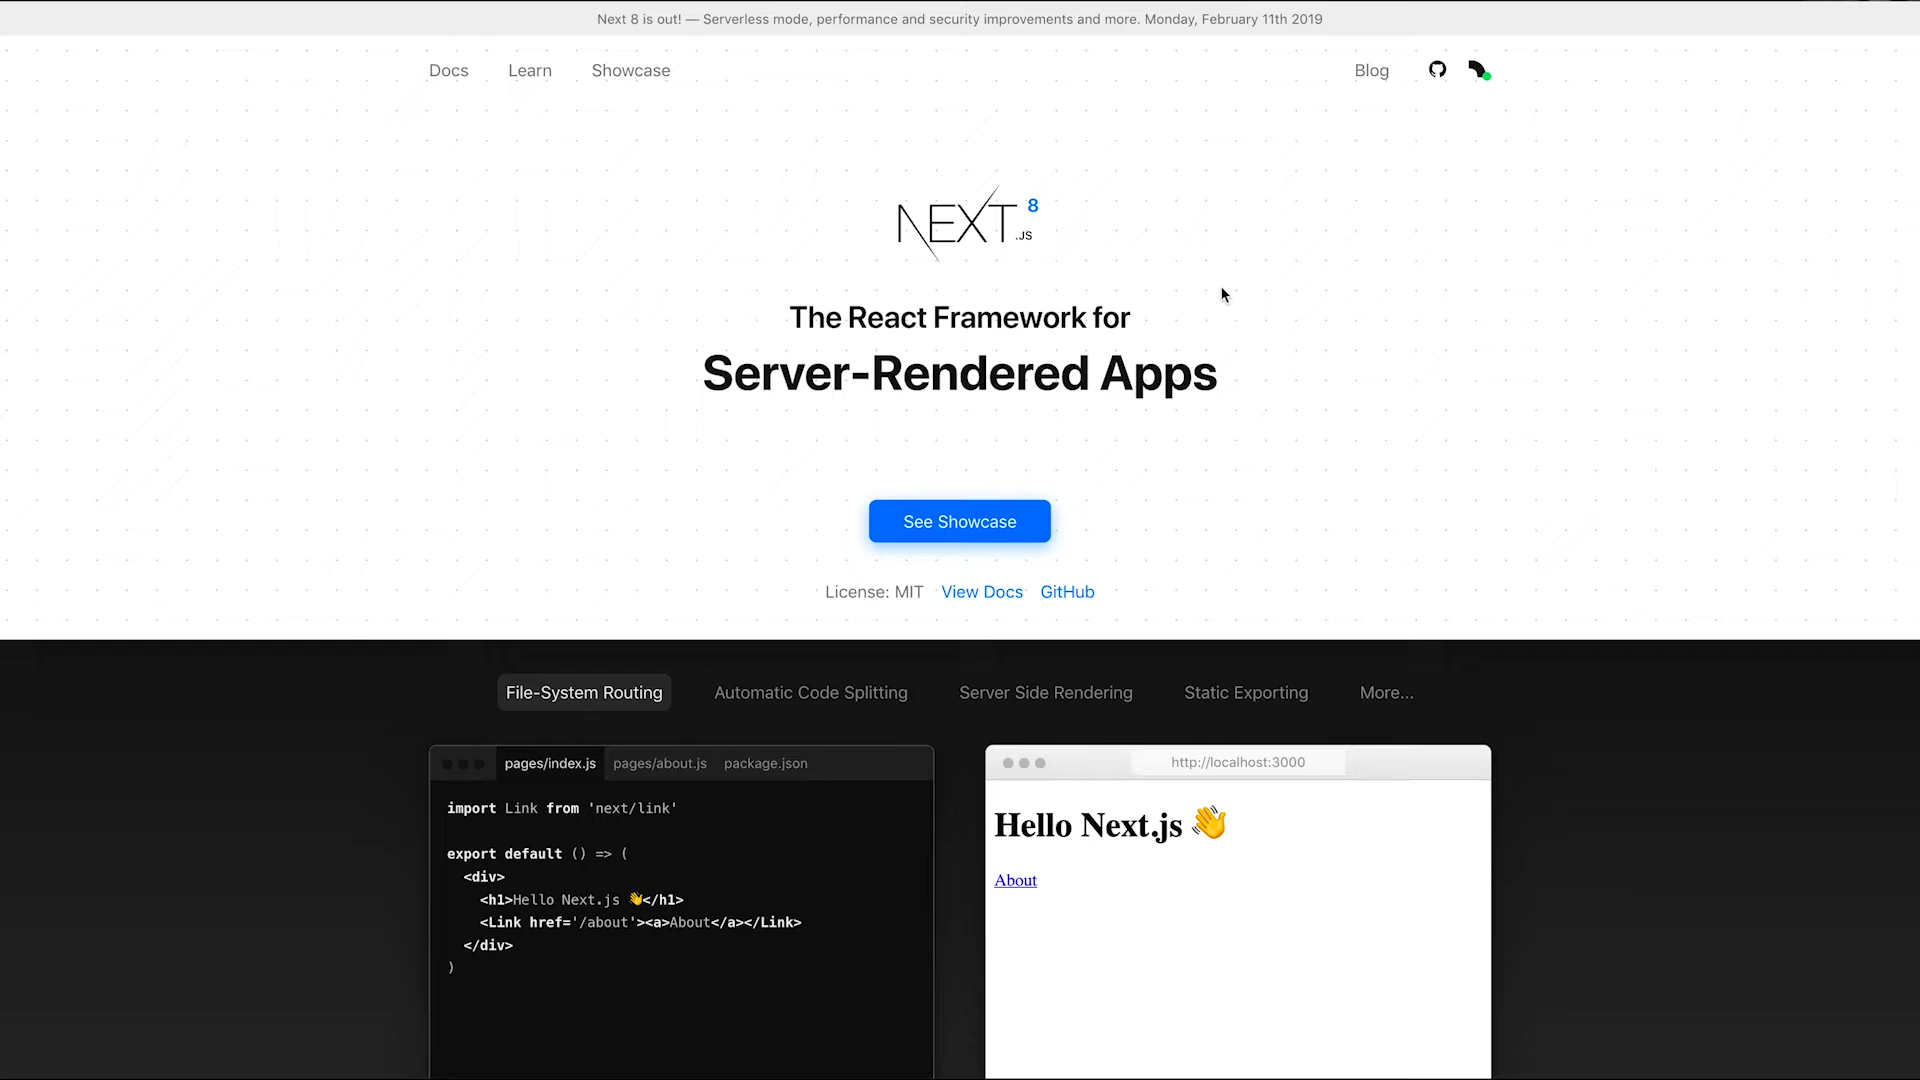 Next 8 is out! — Serverless mode, performance and security improvements and more. Monday, February 11th 2019
Docs Learn Showcase Blog
NEXT.JS 8
The React Framework for
Server-Rendered Apps
See Showcase
License: MIT View Docs GitHub
File-System Routing Automatic Code Splitting Server Side Rendering Static Exporting More...
pages/index.js pages/about.js package.json
import Link from 'next/link'
export default () => (
<div>
<h1>Hello Next.js 👋</h1>
<Link href='/about'><a>About</a></Link>
</div>
)
http://localhost:3000
Hello Next.js 👋
About